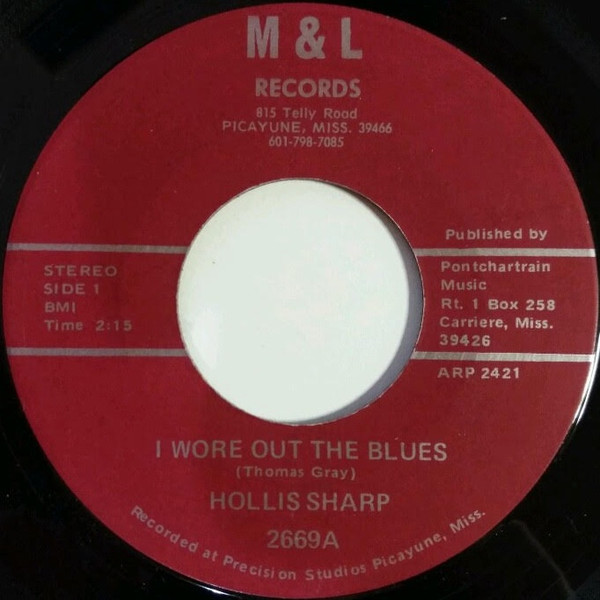 M & L
RECORDS
815 Telly Road
PICAYUNE, MISS. 39466
601-798-7085
STEREO
SIDE 1
BMI
Time 2:15
Published by
Pontchartrain
Music
Rt. 1 Box 258
Carriere, Miss.
39426
ARP 2421
I WORE OUT THE BLUES
(Thomas Gray)
HOLLIS SHARP
2669A
Recorded at Precision Studios Picayune, Miss.